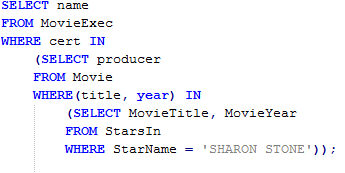 SELECT name
FROM MovieExec
WHERE cert IN
(SELECT producer
FROM Movie
WHERE(title, year) IN
(SELECT MovieTitle, MovieYear
FROM StarsIn
WHERE StarName = 'SHARON STONE'));